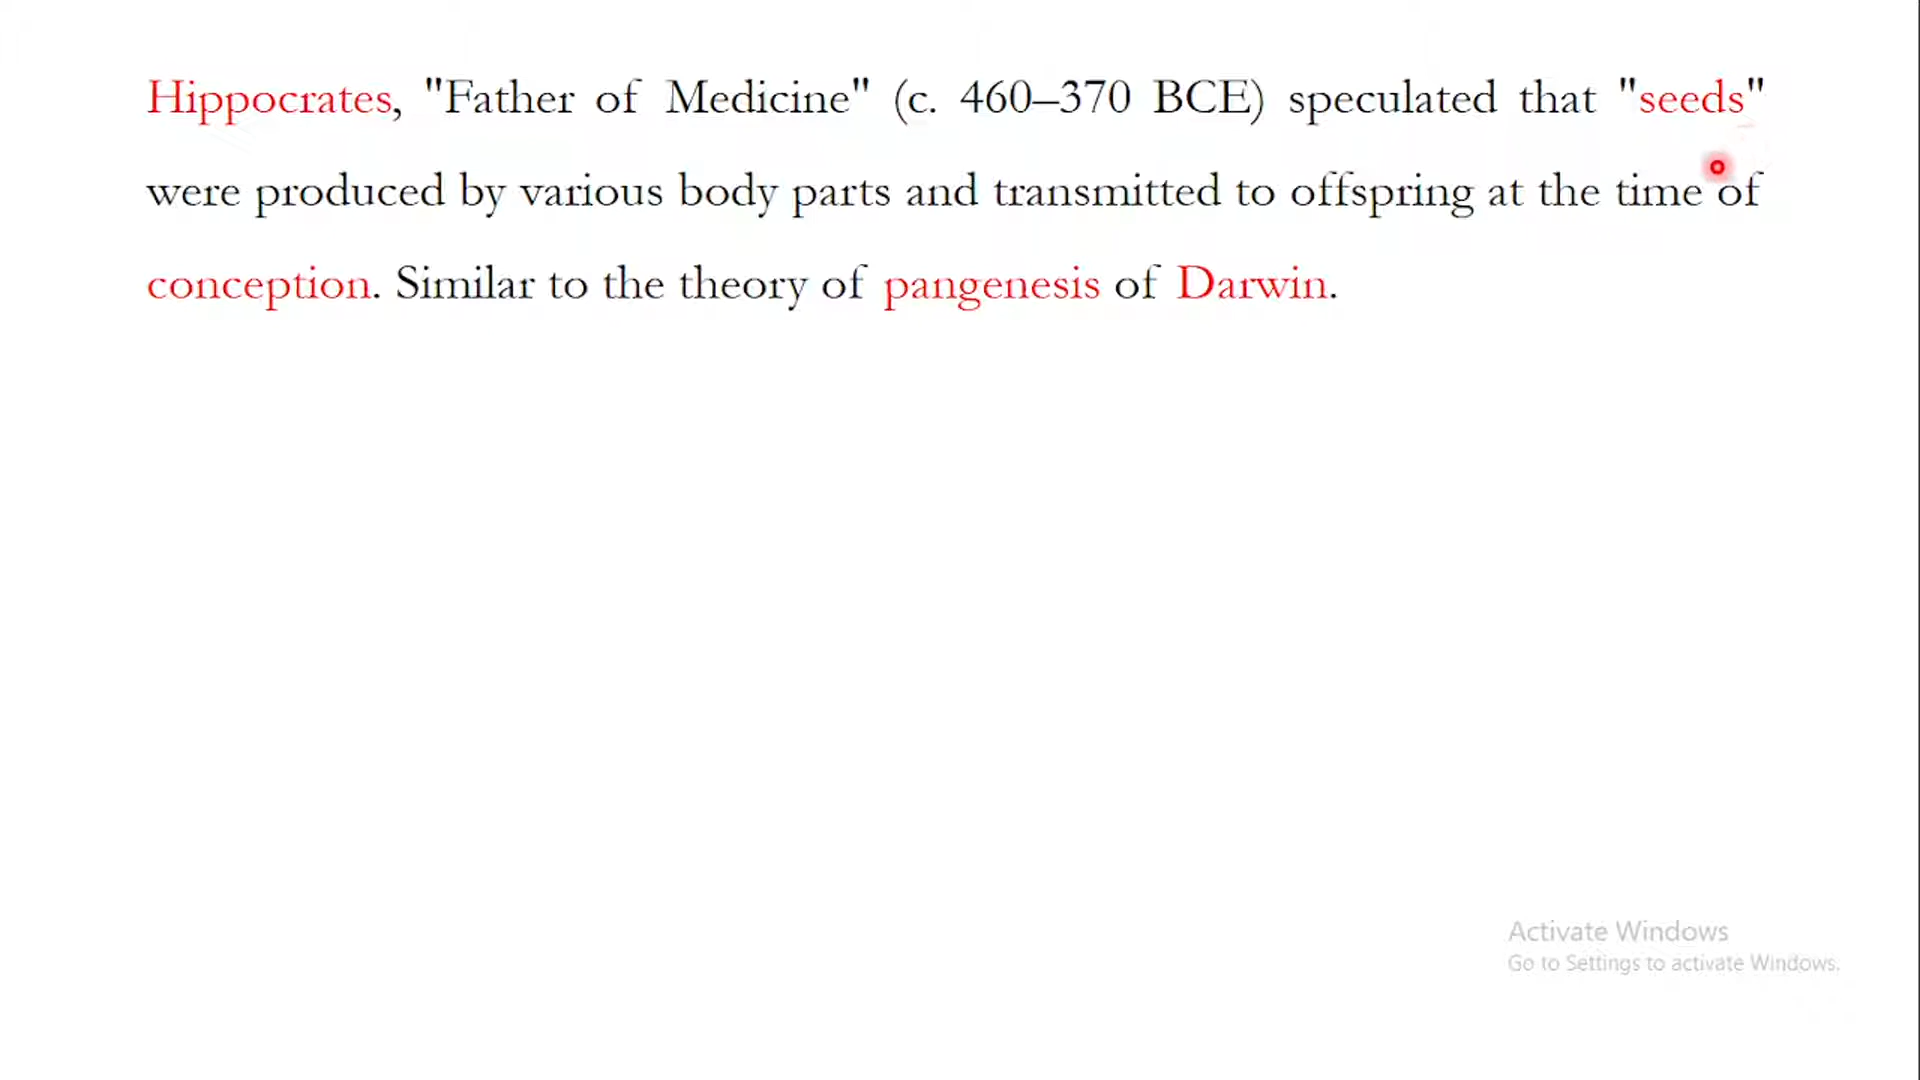 Hippocrates, "Father of Medicine" (c. 460–370 BCE) speculated that "seeds"
were produced by various body parts and transmitted to offspring at the time of
conception. Similar to the theory of pangenesis of Darwin.
Activate Windows
Go to Settings to activate Windows.